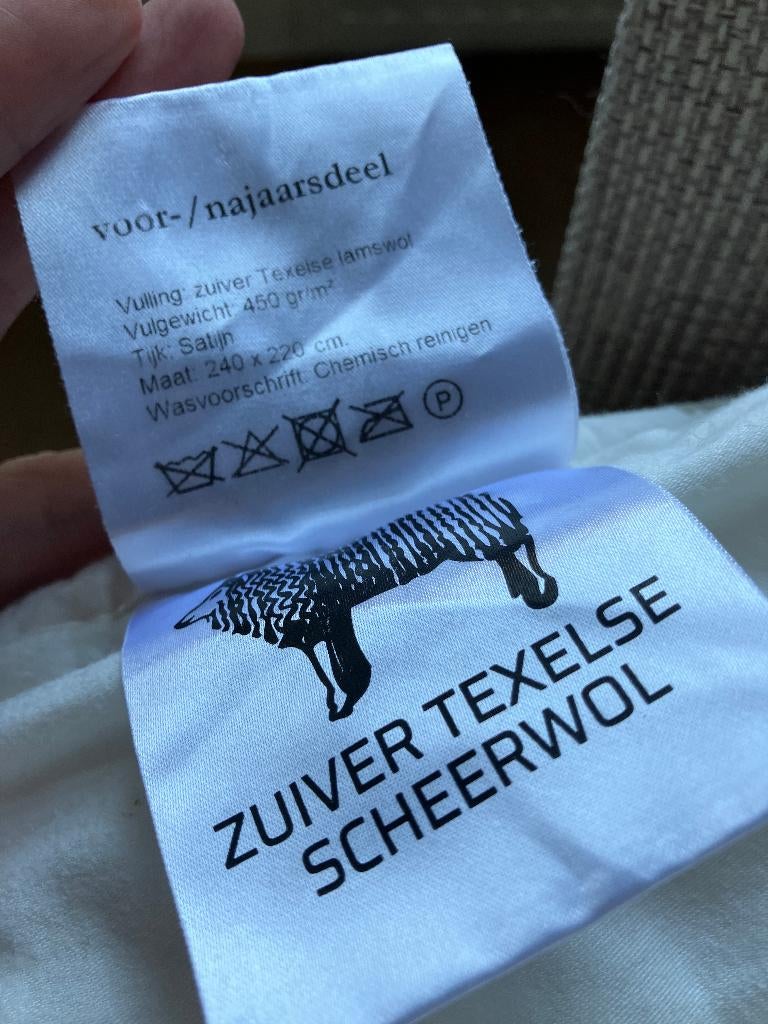 voor-/najaarsdeel
Vulling: zuiver Texelse lamswol
Vulgewicht: 450 gr/m²
Tijk: Satijn
Maat: 240 x 220 cm.
Wasvoorschrift: Chemisch reinigen
P
ZUIVER TEXELSE
SCHEERWOL